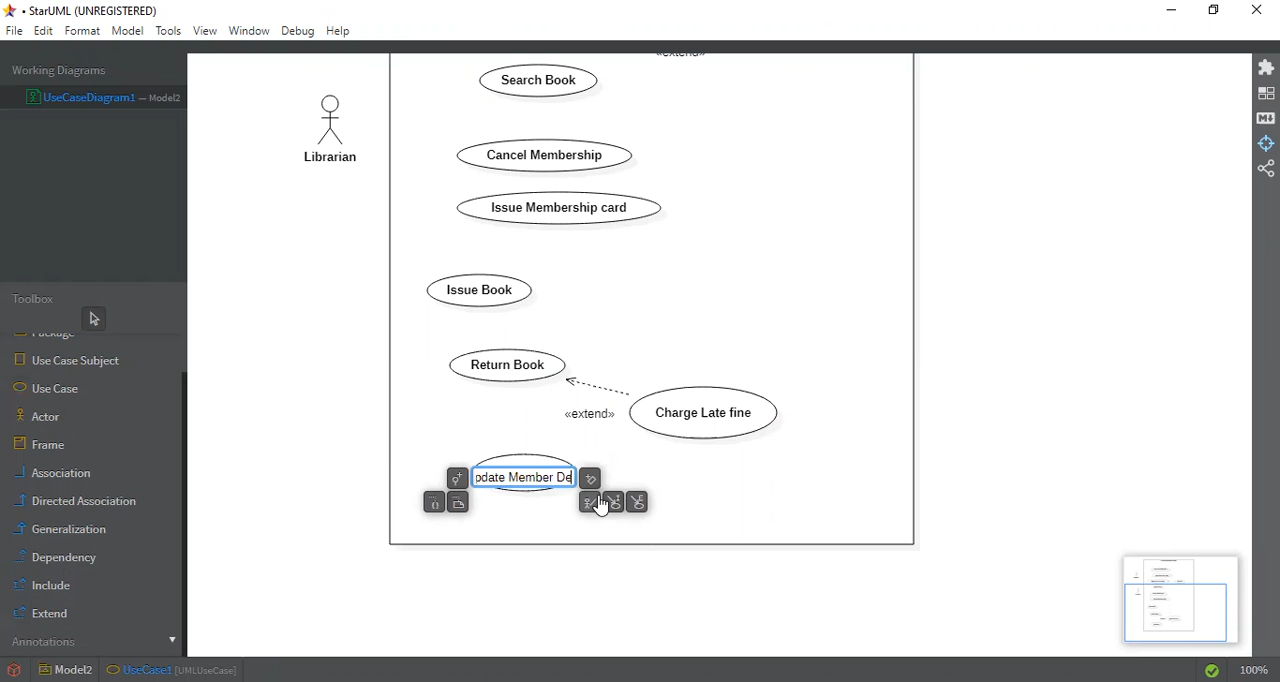 • StarUML (UNREGISTERED)
File Edit Format Model Tools View Window Debug Help
Working Diagrams
UseCaseDiagram1 — Model2
Toolbox
Package
Use Case Subject
Use Case
Actor
Frame
Association
Directed Association
Generalization
Dependency
Include
Extend
Annotations
«extend»
Search Book
Librarian
Cancel Membership
Issue Membership card
Issue Book
Return Book
«extend»
Charge Late fine
pdate Member De
Model2
UseCase1 [UMLUseCase]
100%